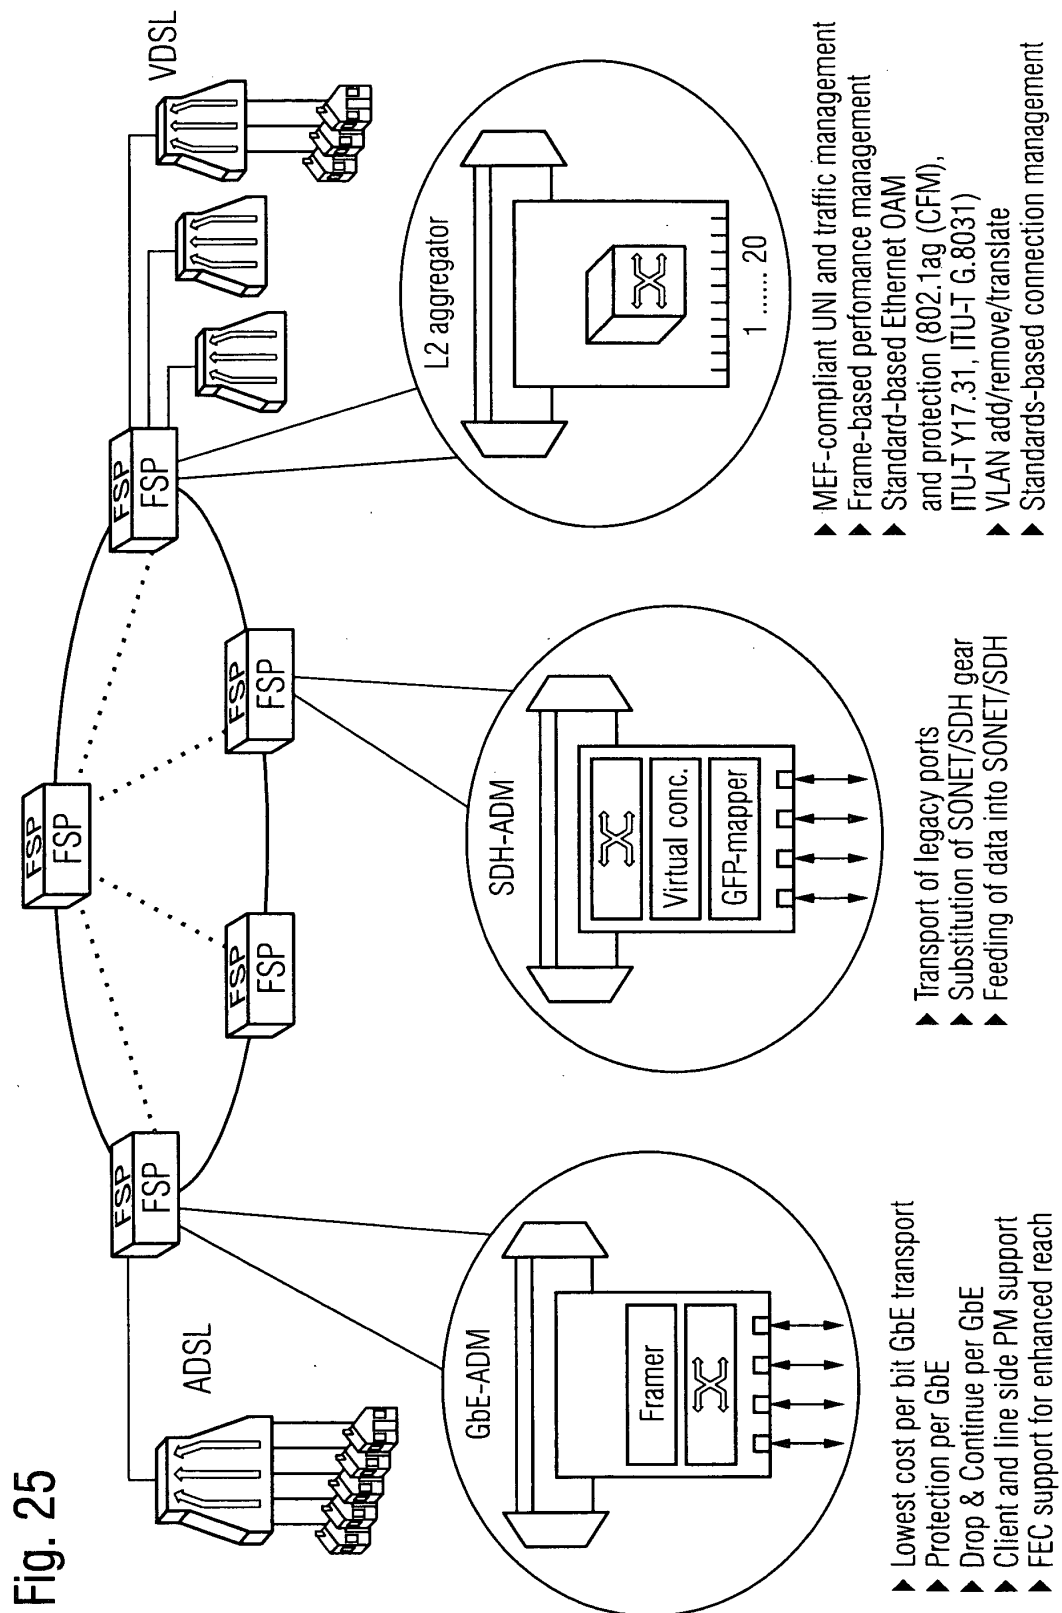 Fig. 25
ADSL
VDSL
FSP
FSP
FSP
FSP
FSP
FSP
FSP
FSP
FSP
FSP
GbE-ADM
Framer
▶ Lowest cost per bit GbE transport
▶ Protection per GbE
▶ Drop & Continue per GbE
▶ Client and line side PM support
▶ FEC support for enhanced reach
SDH-ADM
Virtual conc.
GFP-mapper
▶ Transport of legacy ports
▶ Substitution of SONET/SDH gear
▶ Feeding of data into SONET/SDH
L2 aggregator
1 ...... 20
▶ MEF-compliant UNI and traffic management
▶ Frame-based perfomance management
▶ Standard-based Ethernet OAM
and protection (802.1ag (CFM),
ITU-T Y17.31, ITU-T G.8031)
▶ VLAN add/remove/translate
▶ Standards-based connection management